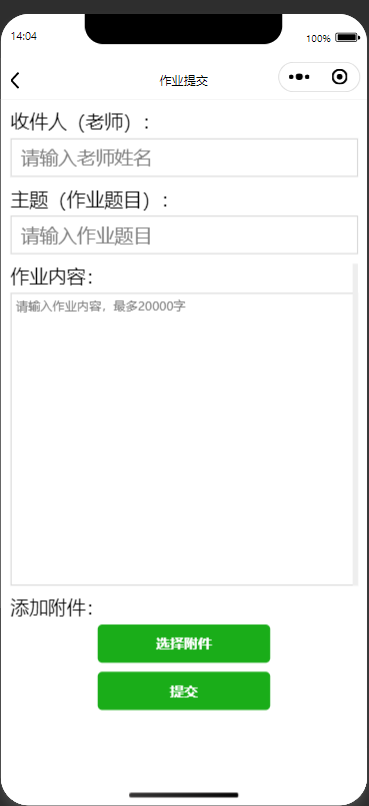 14:04
100%
作业提交
收件人（老师）:
请输入老师姓名
主题（作业题目）:
请输入作业题目
作业内容:
请输入作业内容，最多20000字
添加附件:
选择附件
提交